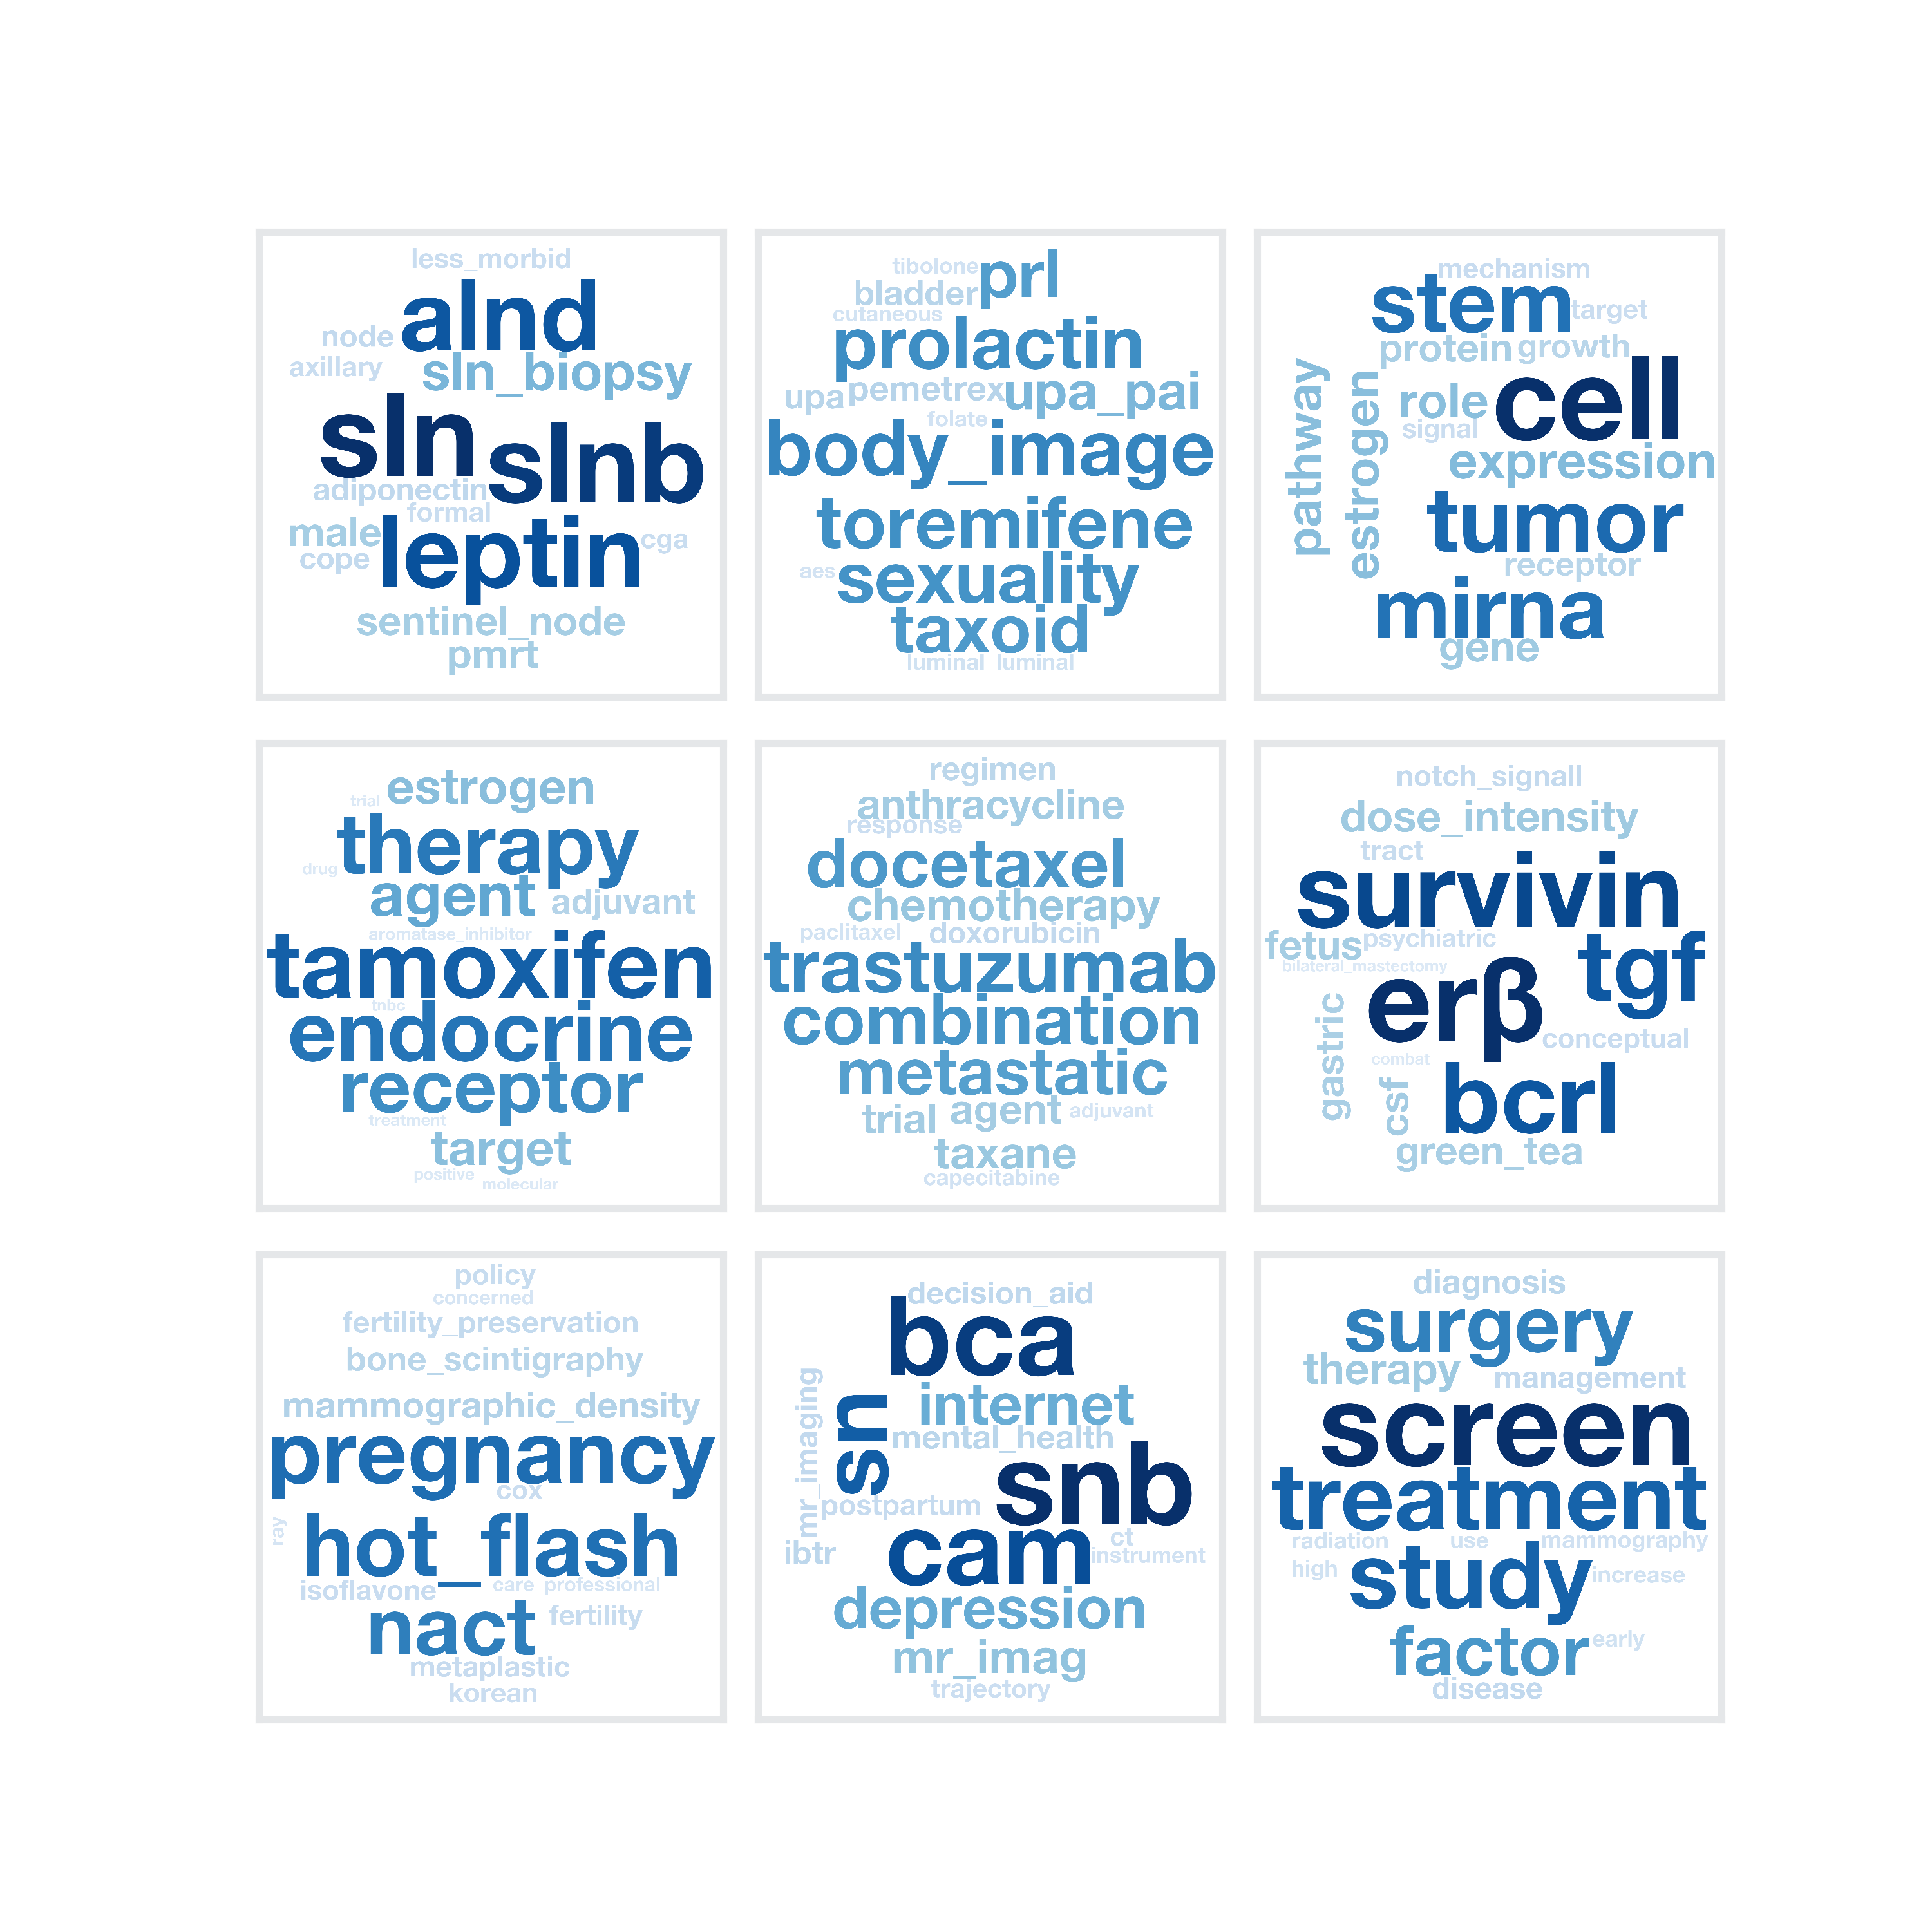 less_morbid
alnd
node
axillary
sln_biopsy
sln
slnb
adiponectin
formal
male
leptin
cga
cope
sentinel_node
pmrt
tibolone
prl
bladder
cutaneous
prolactin
upa
pemetrex
upa_pai
folate
body_image
toremifene
aes
sexuality
taxoid
luminal_luminal
mechanism
stem
target
protein
growth
pathway
estrogen
role
cell
signal
expression
tumor
receptor
mirna
gene
estrogen
trial
therapy
drug
agent
adjuvant
aromatase_inhibitor
tamoxifen
tnbc
endocrine
receptor
treatment
target
positive
molecular
regimen
anthracycline
response
docetaxel
chemotherapy
paclitaxel
doxorubicin
trastuzumab
combination
metastatic
trial
agent
adjuvant
taxane
capecitabine
notch_signall
dose_intensity
tract
survivin
fetus
psychiatric
tgf
bilateral_mastectomy
erβ
gastric
conceptual
combat
csf
bcrl
green_tea
policy
concerned
fertility_preservation
bone_scintigraphy
mammographic_density
pregnancy
cox
ray
hot_flash
isoflavone
care_professional
nact
fertility
metaplastic
korean
decision_aid
bca
mr_imaging
sn
internet
mental_health
snb
postpartum
cam
ct
ibtr
instrument
depression
mr_imag
trajectory
diagnosis
surgery
therapy
management
screen
treatment
radiation
use
mammography
high
study
increase
factor
early
disease